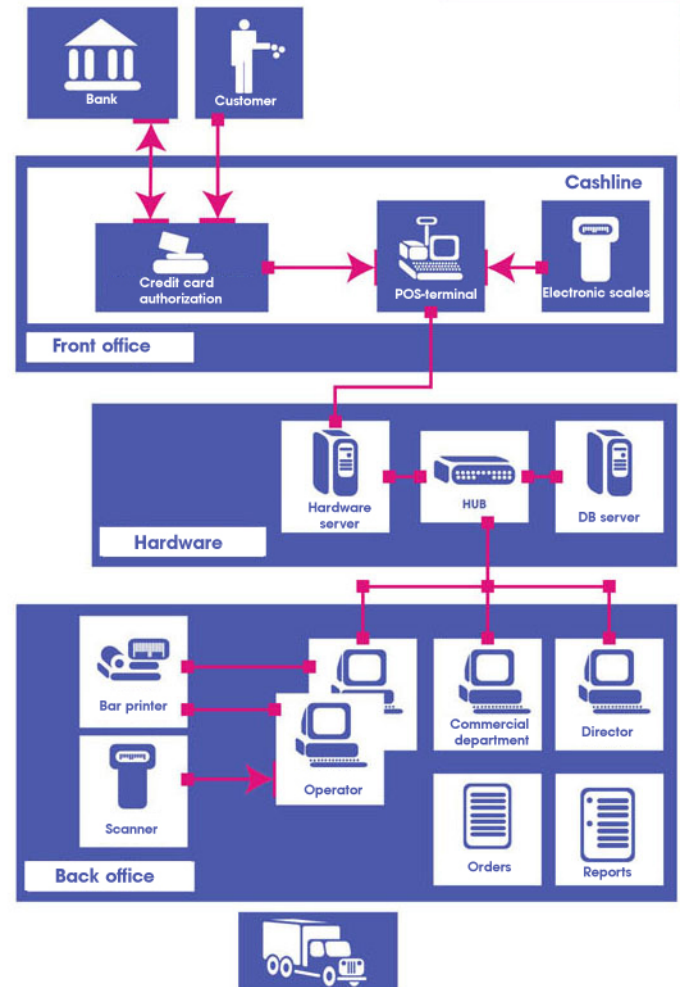 Bank
Customer
Cashline
Credit card
authorization
POS-terminal
Electronic scales
Front office
Hardware
server
HUB
DB server
Hardware
Bar printer
Commercial
department
Director
Operator
Scanner
Orders
Reports
Back office